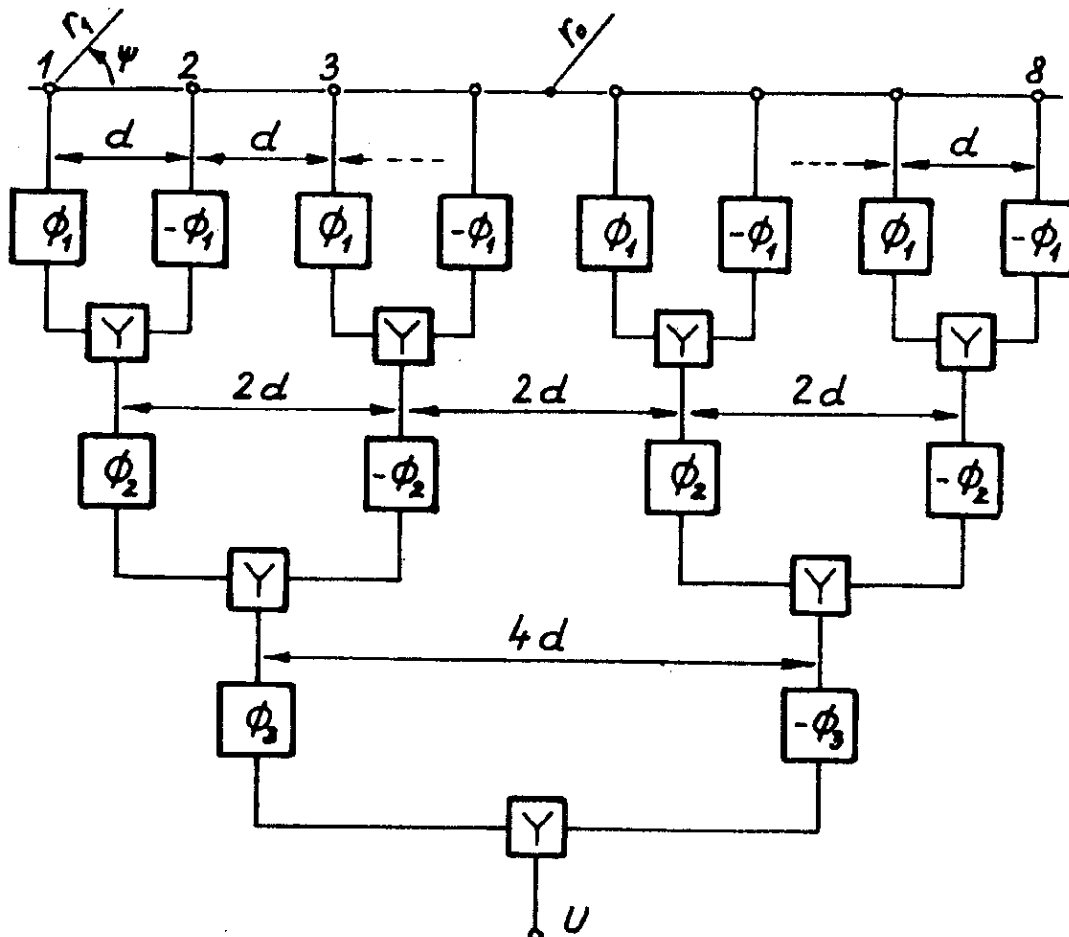 r₁ r₀
1 ψ 2 3 8
d d d
ϕ₁ -ϕ₁ ϕ₁ -ϕ₁ ϕ₁ -ϕ₁ ϕ₁ -ϕ₁
Y Y Y Y
2d 2d 2d
ϕ₂ -ϕ₂ ϕ₂ -ϕ₂
Y Y
4d
ϕ₃ -ϕ₃
Y
U